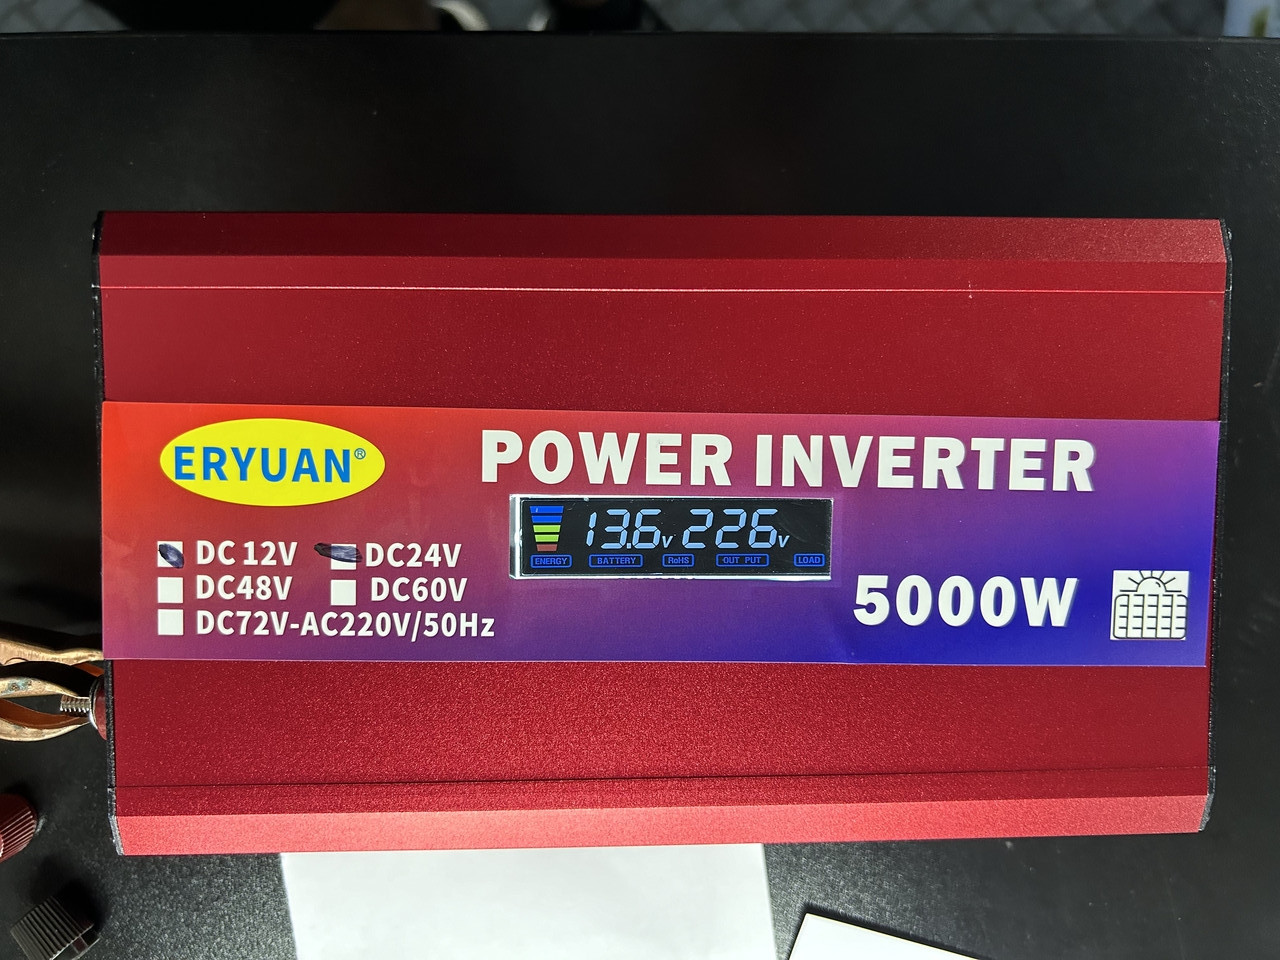 ERYUAN®
POWER INVERTER
13.6V 226V
ENERGY BATTERY RoHS OUT PUT LOAD
DC 12V DC24V
DC48V DC60V
DC72V-AC220V/50Hz
5000W